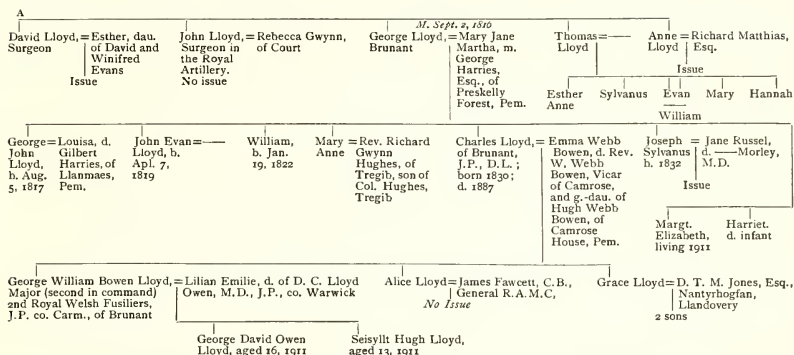 A
M. Sept. 2, 1816
David Lloyd, = Esther, dau.
Surgeon of David and
Winifred
Evans
Issue
John Lloyd, = Rebecca Gwynn,
Surgeon in of Court
the Royal
Artillery.
No issue
George Lloyd, = Mary Jane
Brunant Martha, m.
George
Harries,
Esq., of
Preskelly
Forest, Pem.
Thomas = ——
Lloyd
Esther Sylvanus
Anne
Anne = Richard Matthias,
Lloyd Esq.
Issue
Evan Mary Hannah
——
William
George = Louisa, d.
John Gilbert
Lloyd, Harries, of
b. Aug. Llanmaes,
5, 1817 Pem.
John Evan = ——
Lloyd, b.
Apl. 7,
1819
William,
b. Jan.
19, 1822
Mary = Rev. Richard
Anne Gwynn
Hughes, of
Tregib, son of
Col. Hughes,
Tregib
Charles Lloyd, = Emma Webb
of Brunant, Bowen, d. Rev.
J.P., D.L.; W. Webb
born 1830; Bowen, Vicar
d. 1887 of Camrose,
and g.-dau. of
Hugh Webb
Bowen, of
Camrose
House, Pem.
Joseph = Jane Russel,
Sylvanus d. —— Morley,
b. 1832 M.D.
Issue
Margt. Harriet.
Elizabeth, d. infant
living 1911
George William Bowen Lloyd, = Lilian Emilie, d. of D. C. Lloyd
Major (second in command) Owen, M.D., J.P., co. Warwick
2nd Royal Welsh Fusiliers,
J.P. co. Carm., of Brunant
George David Owen Seisyllt Hugh Lloyd,
Lloyd, aged 16, 1911 aged 13, 1911
Alice Lloyd = James Fawcett, C.B.,
General R.A.M.C,
No Issue
Grace Lloyd = D. T. M. Jones, Esq.,
Nantyrhogfan,
Llandovery
2 sons